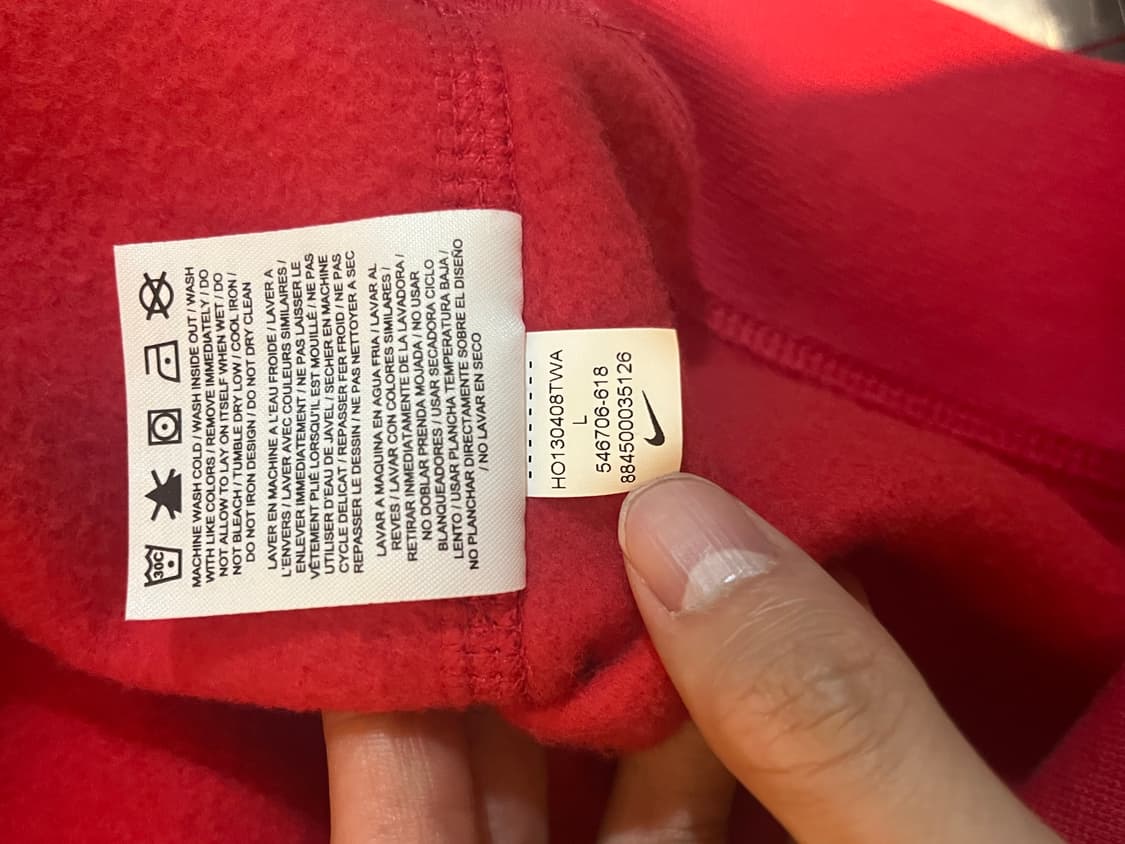 30C
MACHINE WASH COLD / WASH INSIDE OUT / WASH
WITH LIKE COLORS / REMOVE IMMEDIATELY / DO
NOT ALLOW TO LAY ON ITSELF WHEN WET / DO
NOT BLEACH / TUMBLE DRY LOW / COOL IRON /
DO NOT IRON DESIGN / DO NOT DRY CLEAN
LAVER EN MACHINE A L'EAU FROIDE / LAVER A
L'ENVERS / LAVER AVEC COULEURS SIMILAIRES /
ENLEVER IMMEDIATEMENT / NE PAS LAISSER LE
VÊTEMENT PLIÉ LORSQU'IL EST MOUILLÉ / NE PAS
UTILISER D'EAU DE JAVEL / SECHER EN MACHINE
CYCLE DELICAT / REPASSER FER FROID / NE PAS
REPASSER LE DESSIN / NE PAS NETTOYER A SEC
LAVAR A MAQUINA EN AGUA FRIA / LAVAR AL
REVES / LAVAR CON COLORES SIMILARES /
RETIRAR INMEDIATAMENTE DE LA LAVADORA /
NO DOBLAR PRENDA MOJADA / NO USAR
BLANQUEADORES / USAR SECADORA CICLO
LENTO / USAR PLANCHA TEMPERATURA BAJA /
NO PLANCHAR DIRECTAMENTE SOBRE EL DISEÑO
/ NO LAVAR EN SECO
HO130408TWA
L
546706-618
884500035126